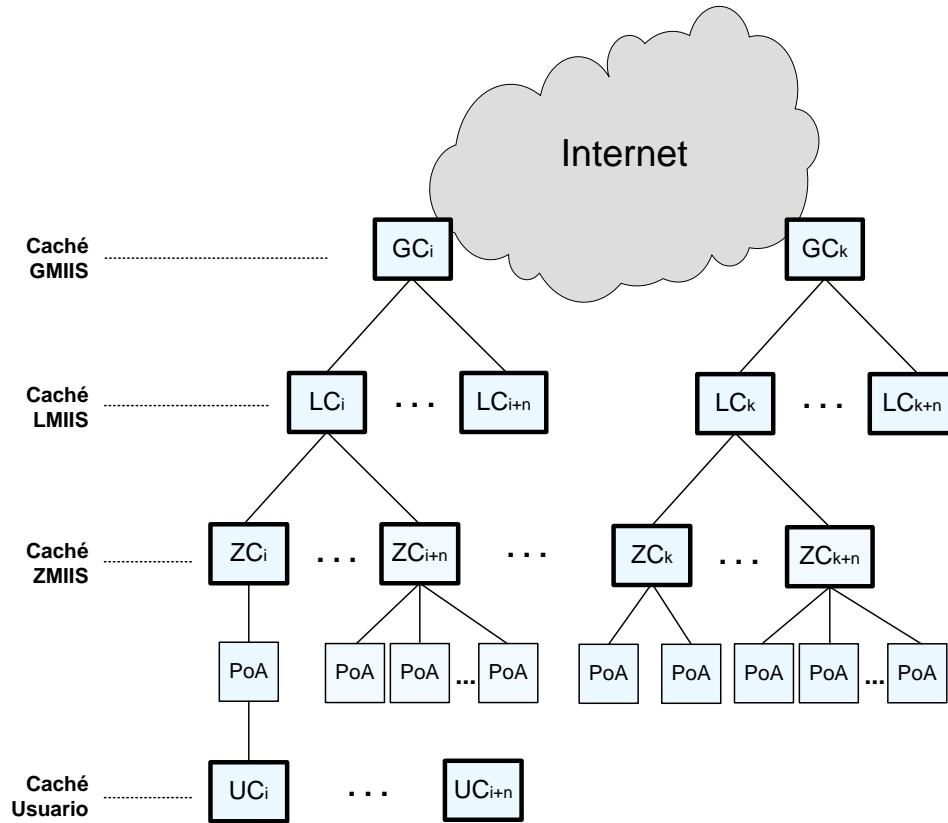 Internet
Caché
GMIIS
GCi
GCk
Caché
LMIIS
LCi
. . .
LCi+n
LCk
. . .
LCk+n
Caché
ZMIIS
ZCi
. . .
ZCi+n
. . .
ZCk
. . .
ZCk+n
PoA
PoA
PoA
...
PoA
PoA
PoA
PoA
PoA
...
PoA
Caché
Usuario
UCi
. . .
UCi+n